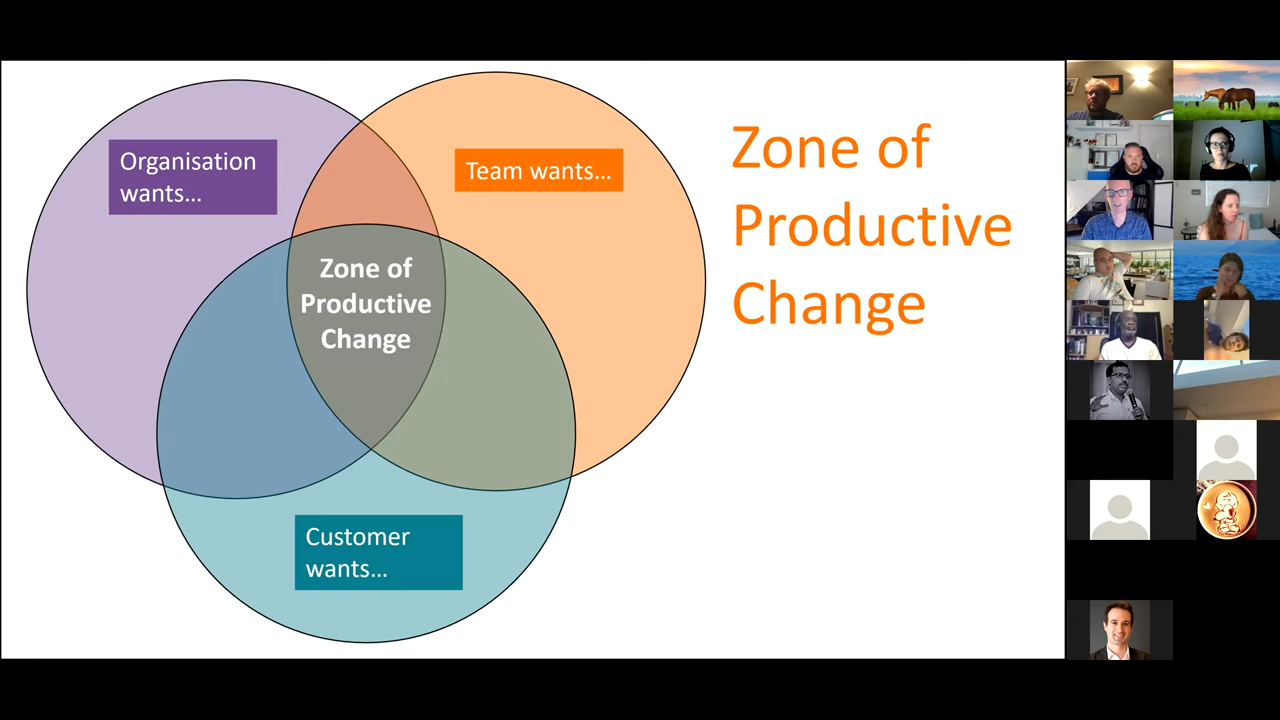 Organisation
wants...
Team wants...
Zone of
Productive
Change
Zone of
Productive
Change
Customer
wants...